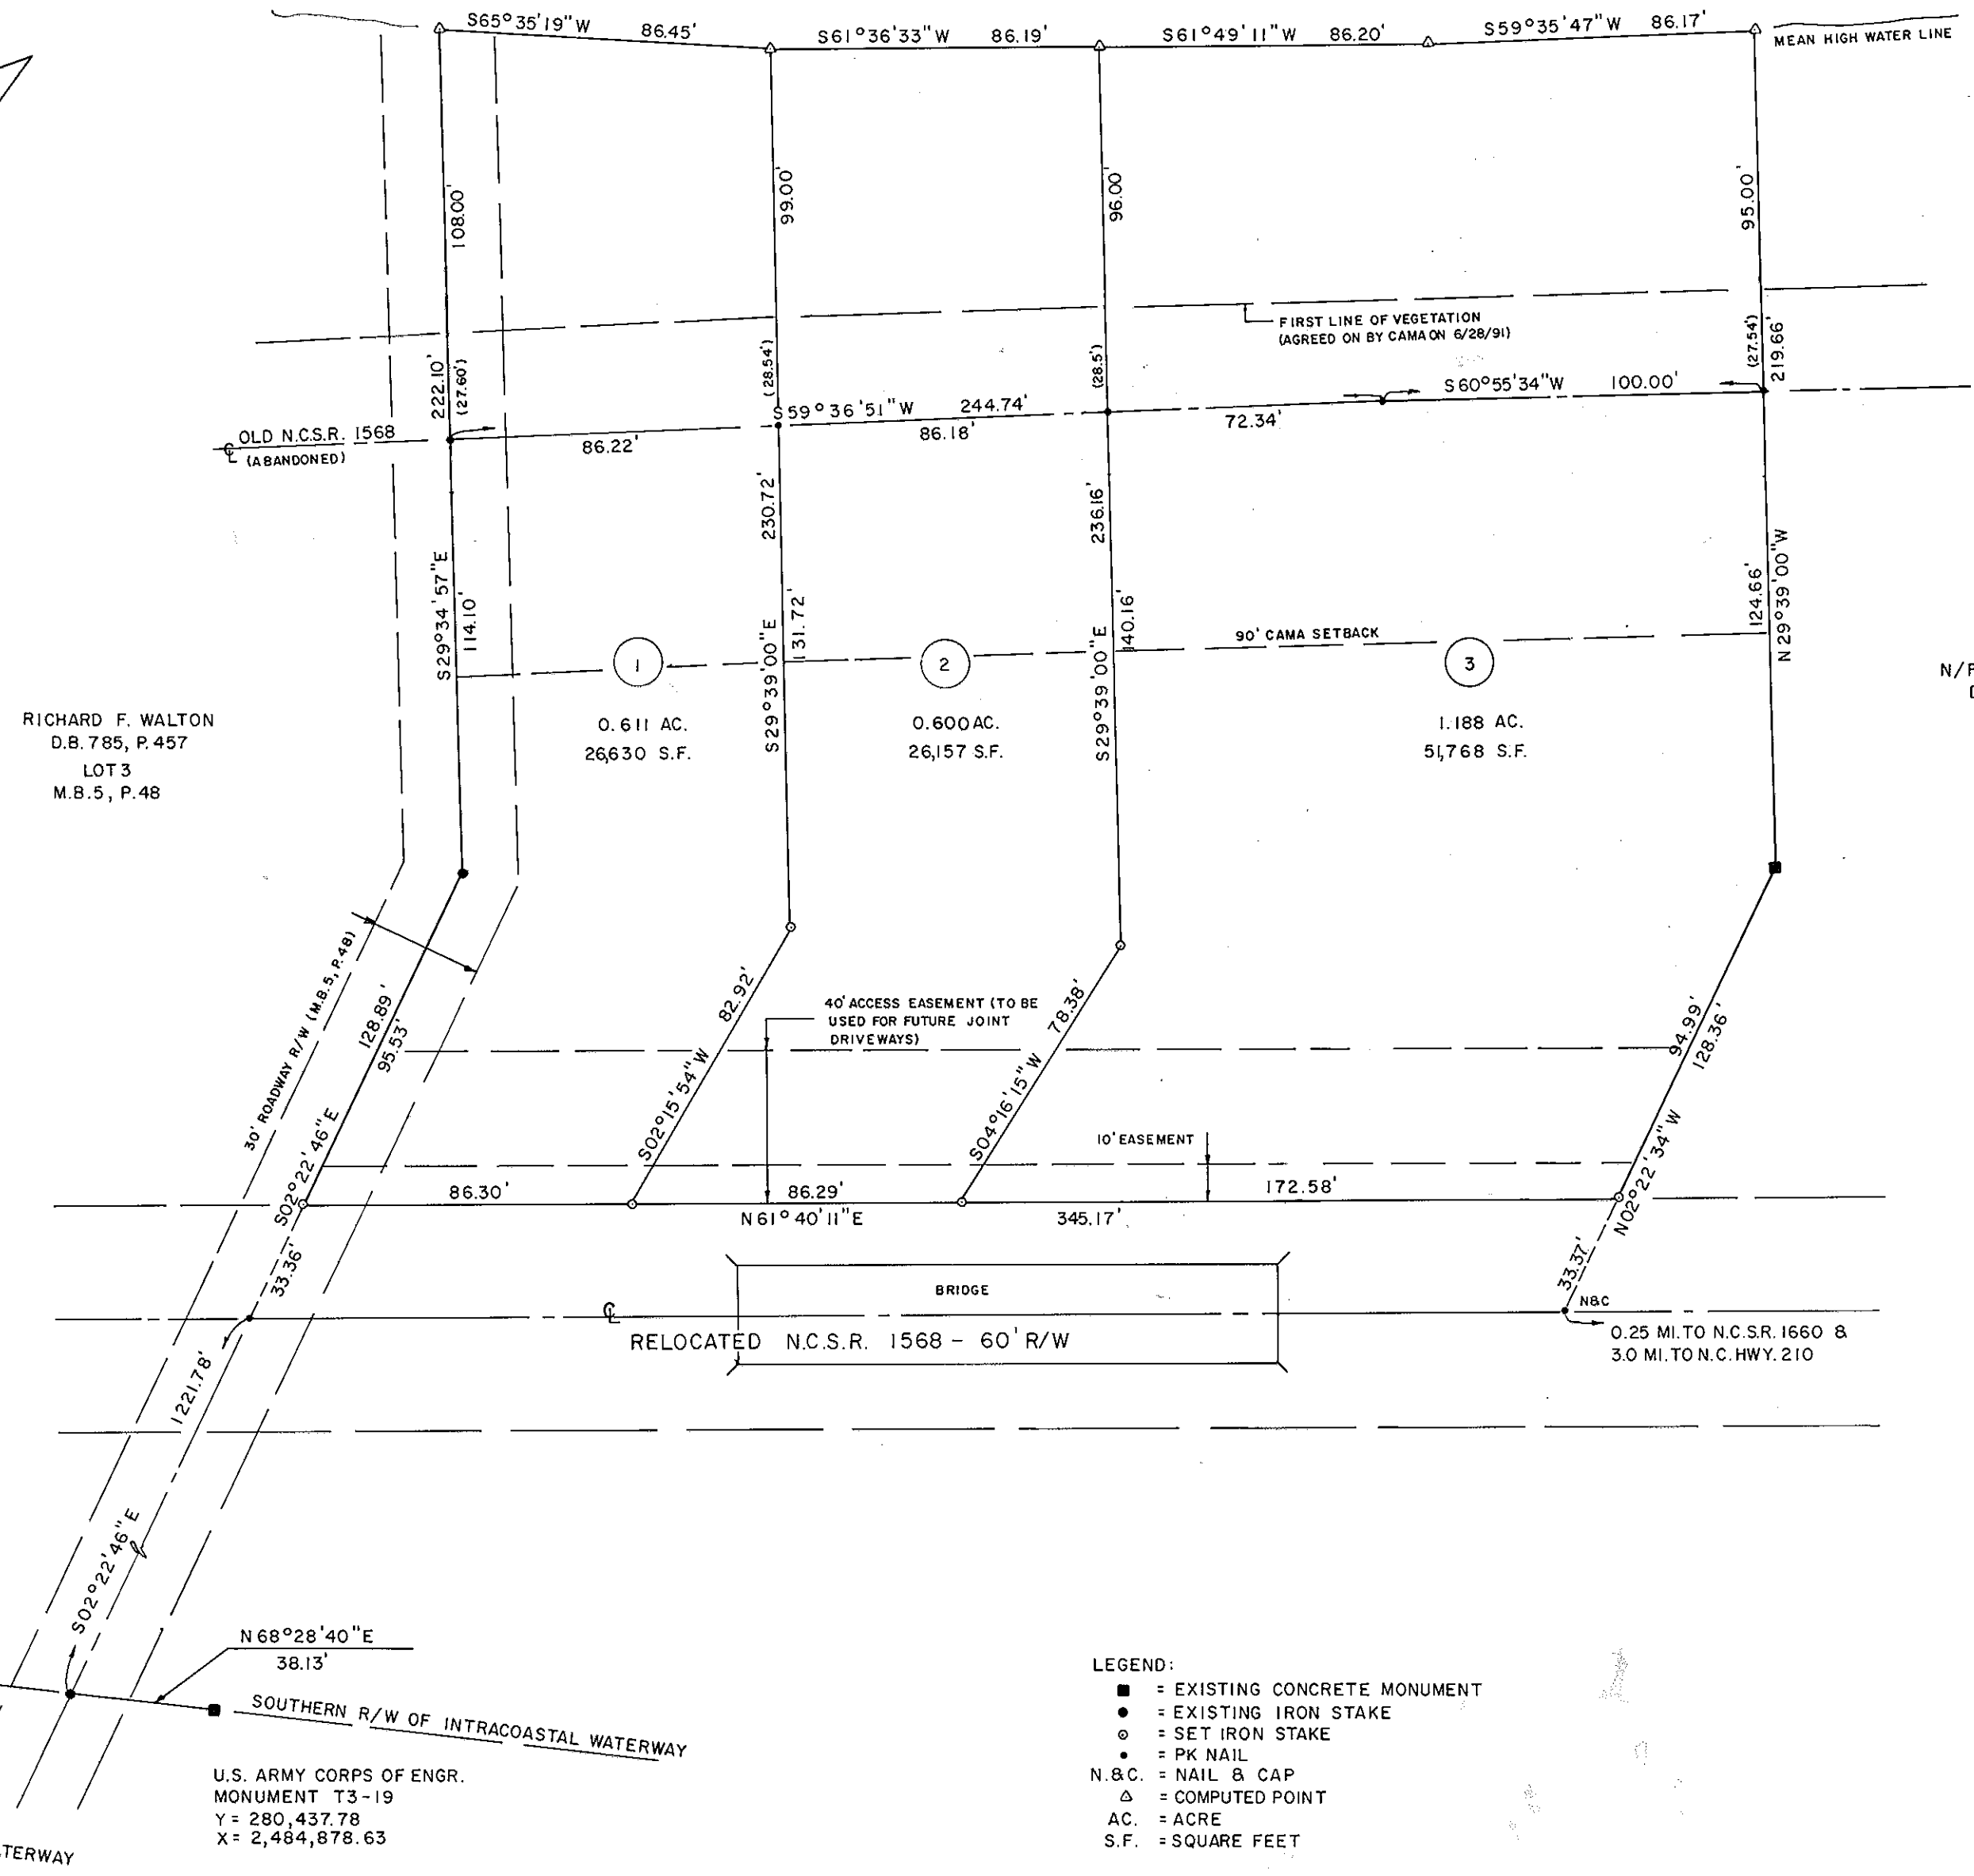 S65°35'19"W 86.45'
S61°36'33"W 86.19'
S61°49'11"W 86.20'
S59°35'47"W 86.17'
MEAN HIGH WATER LINE
108.00'
99.00'
96.00'
95.00'
FIRST LINE OF VEGETATION
(AGREED ON BY CAMA ON 6/28/91)
222.10'
(27.60')
(28.54')
(28.5')
(27.54')
219.66'
OLD N.C.S.R. 1568
(ABANDONED)
S59°36'51"W 244.74'
S60°55'34"W 100.00'
86.22'
86.18'
72.34'
230.72'
236.16'
S29°34'57"E
114.10'
S29°39'00"E
131.72'
S29°39'00"E
140.16'
124.66'
N29°39'00"W
90' CAMA SETBACK
1
2
3
0.611 AC.
26,630 S.F.
0.600 AC.
26,157 S.F.
1.188 AC.
51,768 S.F.
RICHARD F. WALTON
D.B. 785, P. 457
LOT 3
M.B.5, P.48
N/F
30' ROADWAY R/W (M.B.5, P.48)
128.89'
95.53'
S02°22'46"E
82.92'
S02°15'54"W
40' ACCESS EASEMENT (TO BE
USED FOR FUTURE JOINT
DRIVEWAYS)
78.38'
S04°16'15"W
10' EASEMENT
94.99'
128.36'
N02°22'34"W
86.30'
86.29'
172.58'
N61°40'11"E 345.17'
33.36'
33.37'
BRIDGE
N&C
RELOCATED N.C.S.R. 1568 - 60' R/W
0.25 MI. TO N.C.S.R. 1660 &
3.0 MI. TO N.C. HWY. 210
1221.78'
S02°22'46"E
N68°28'40"E
38.13'
SOUTHERN R/W OF INTRACOASTAL WATERWAY
U.S. ARMY CORPS OF ENGR.
MONUMENT T3-19
Y = 280,437.78
X = 2,484,878.63
LEGEND:
■ = EXISTING CONCRETE MONUMENT
● = EXISTING IRON STAKE
⊙ = SET IRON STAKE
• = PK NAIL
N.&C. = NAIL & CAP
△ = COMPUTED POINT
AC. = ACRE
S.F. = SQUARE FEET